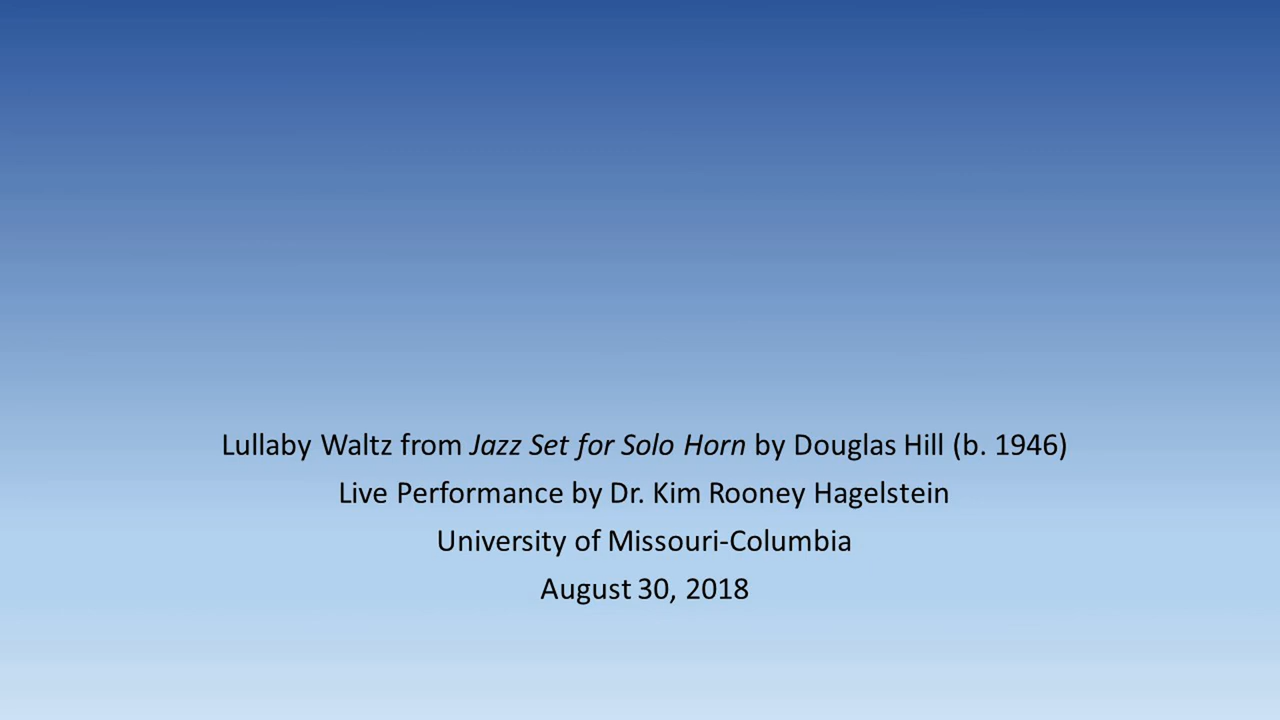 Lullaby Waltz from Jazz Set for Solo Horn by Douglas Hill (b. 1946)
Live Performance by Dr. Kim Rooney Hagelstein
University of Missouri-Columbia
August 30, 2018